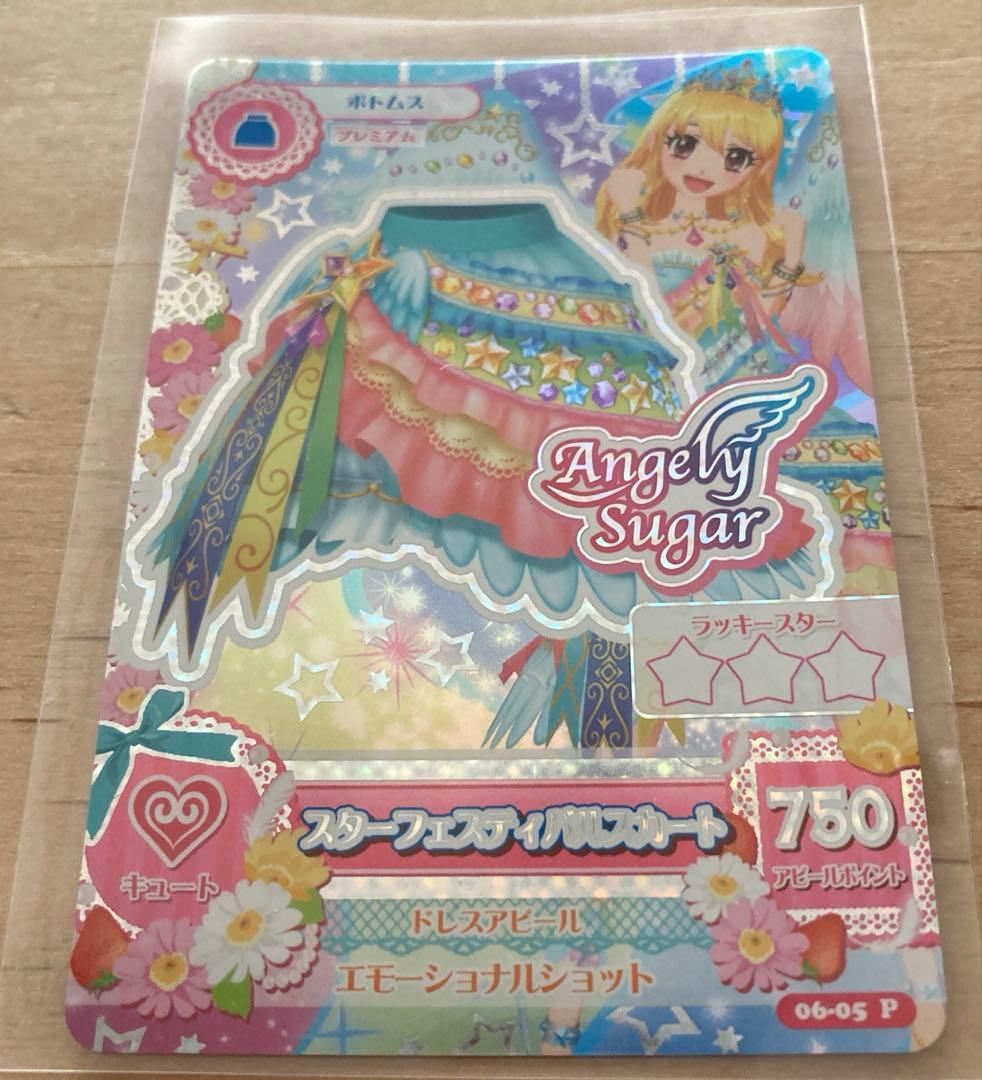 ボトムス
プレミアム
Angely
Sugar
ラッキースター
スターフェスティバルスカート
750
アピールポイント
キュート
ドレスアピール
エモーショナルショット
06-05 P